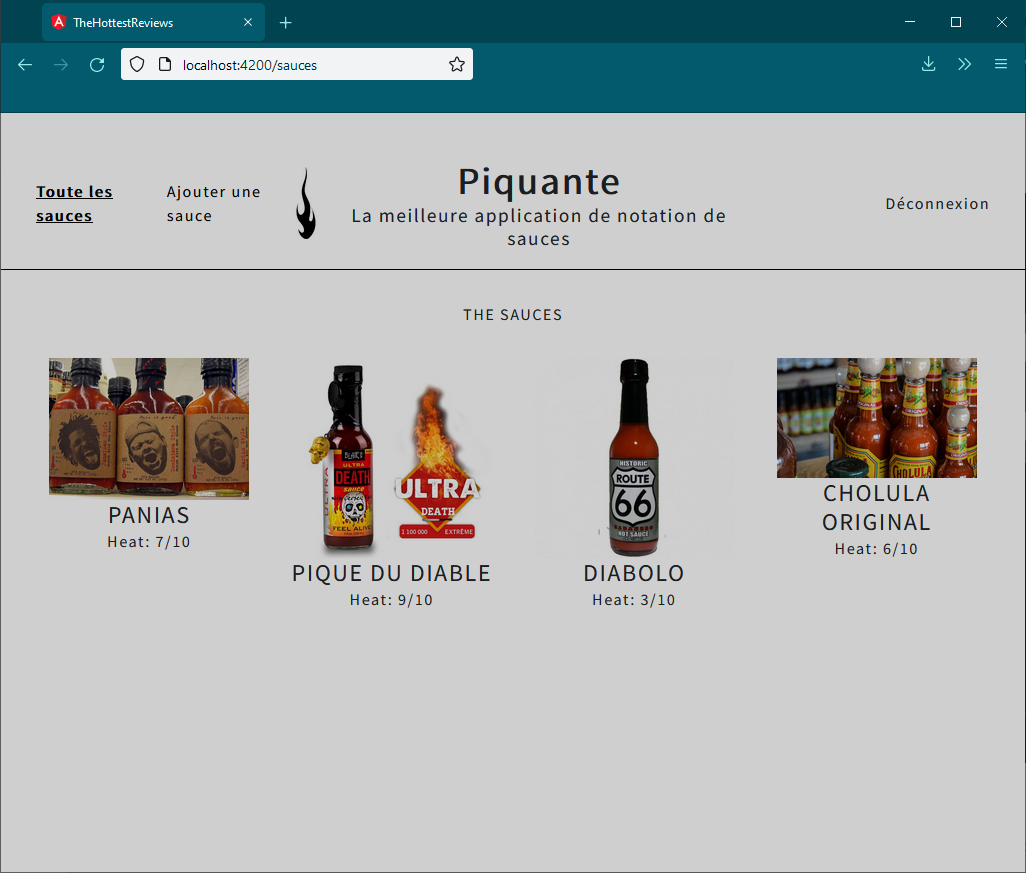 TheHottestReviews
localhost:4200/sauces
Toute les
sauces
Ajouter une
sauce
Piquante
La meilleure application de notation de
sauces
Déconnexion
THE SAUCES
PANIAS
Heat: 7/10
ULTRA
DEATH
sauce
FEEL ALIVE
ULTRA
ULTRA
DEATH
1 100 000 EXTRÊME
PIQUE DU DIABLE
Heat: 9/10
HISTORIC
ROUTE
66
HOT SAUCE
DIABOLO
Heat: 3/10
CHOLULA
CHOLULA
ORIGINAL
Heat: 6/10